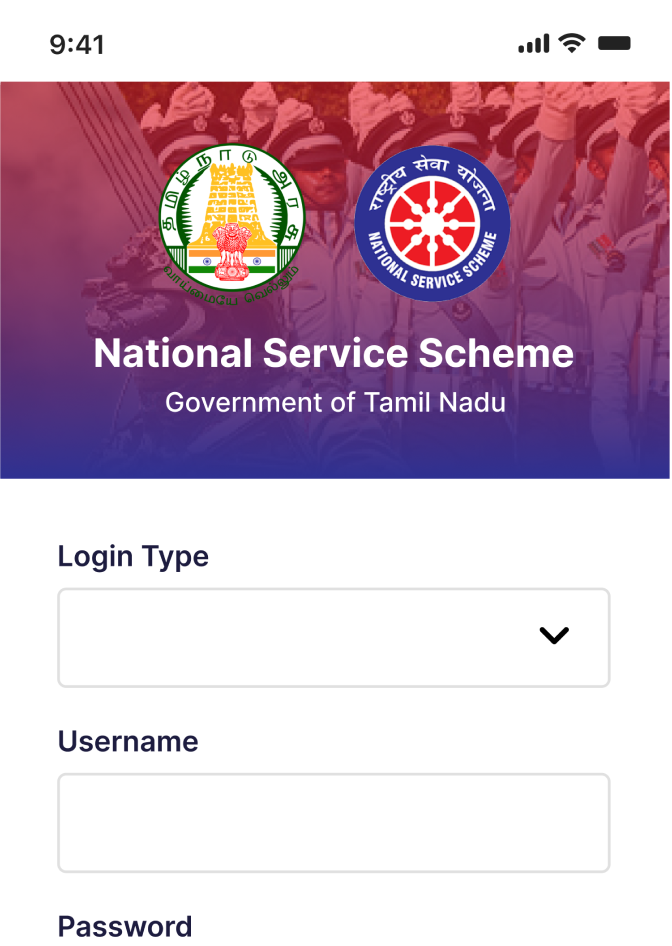 9:41
தமிழ் நாடு அரசு
வாய்மையே வெல்லும்
राष्ट्रीय सेवा योजना
NATIONAL SERVICE SCHEME
National Service Scheme
Government of Tamil Nadu
Login Type
Username
Password